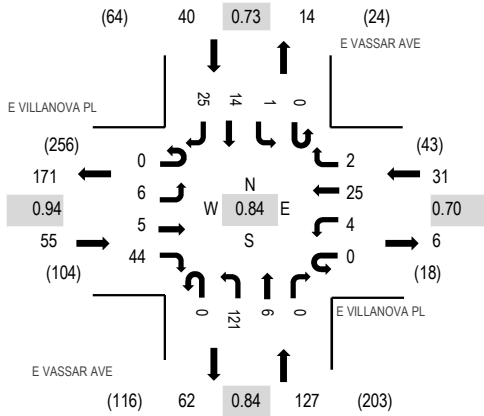 (64) 40 0.73 14 (24)
E VASSAR AVE
E VILLANOVA PL
25 14 1 0
(256) (43)
0 2
171 31
6 N 25
0.94 W 0.84 E 0.70
5 S 4
55 6
44 0
(104) (18)
0 121 6 0
E VILLANOVA PL
E VASSAR AVE
(116) 62 0.84 127 (203)